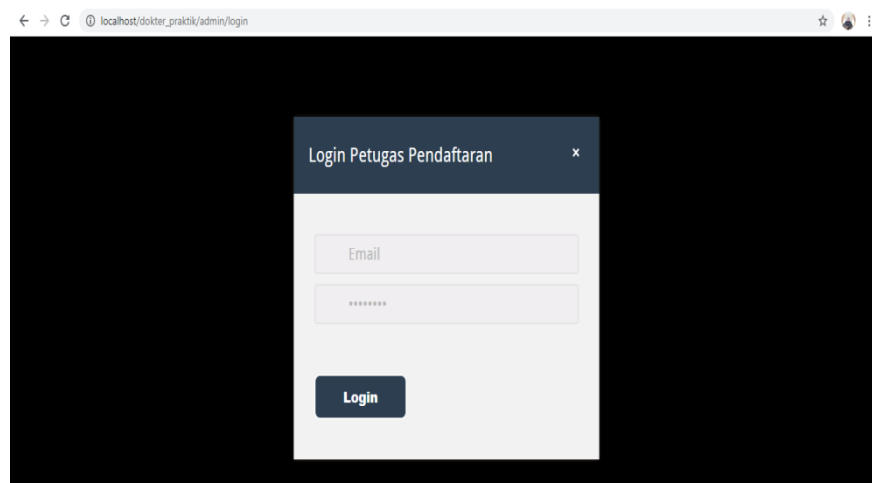 localhost/dokter_praktik/admin/login
Login Petugas Pendaftaran ×
Email
********
Login